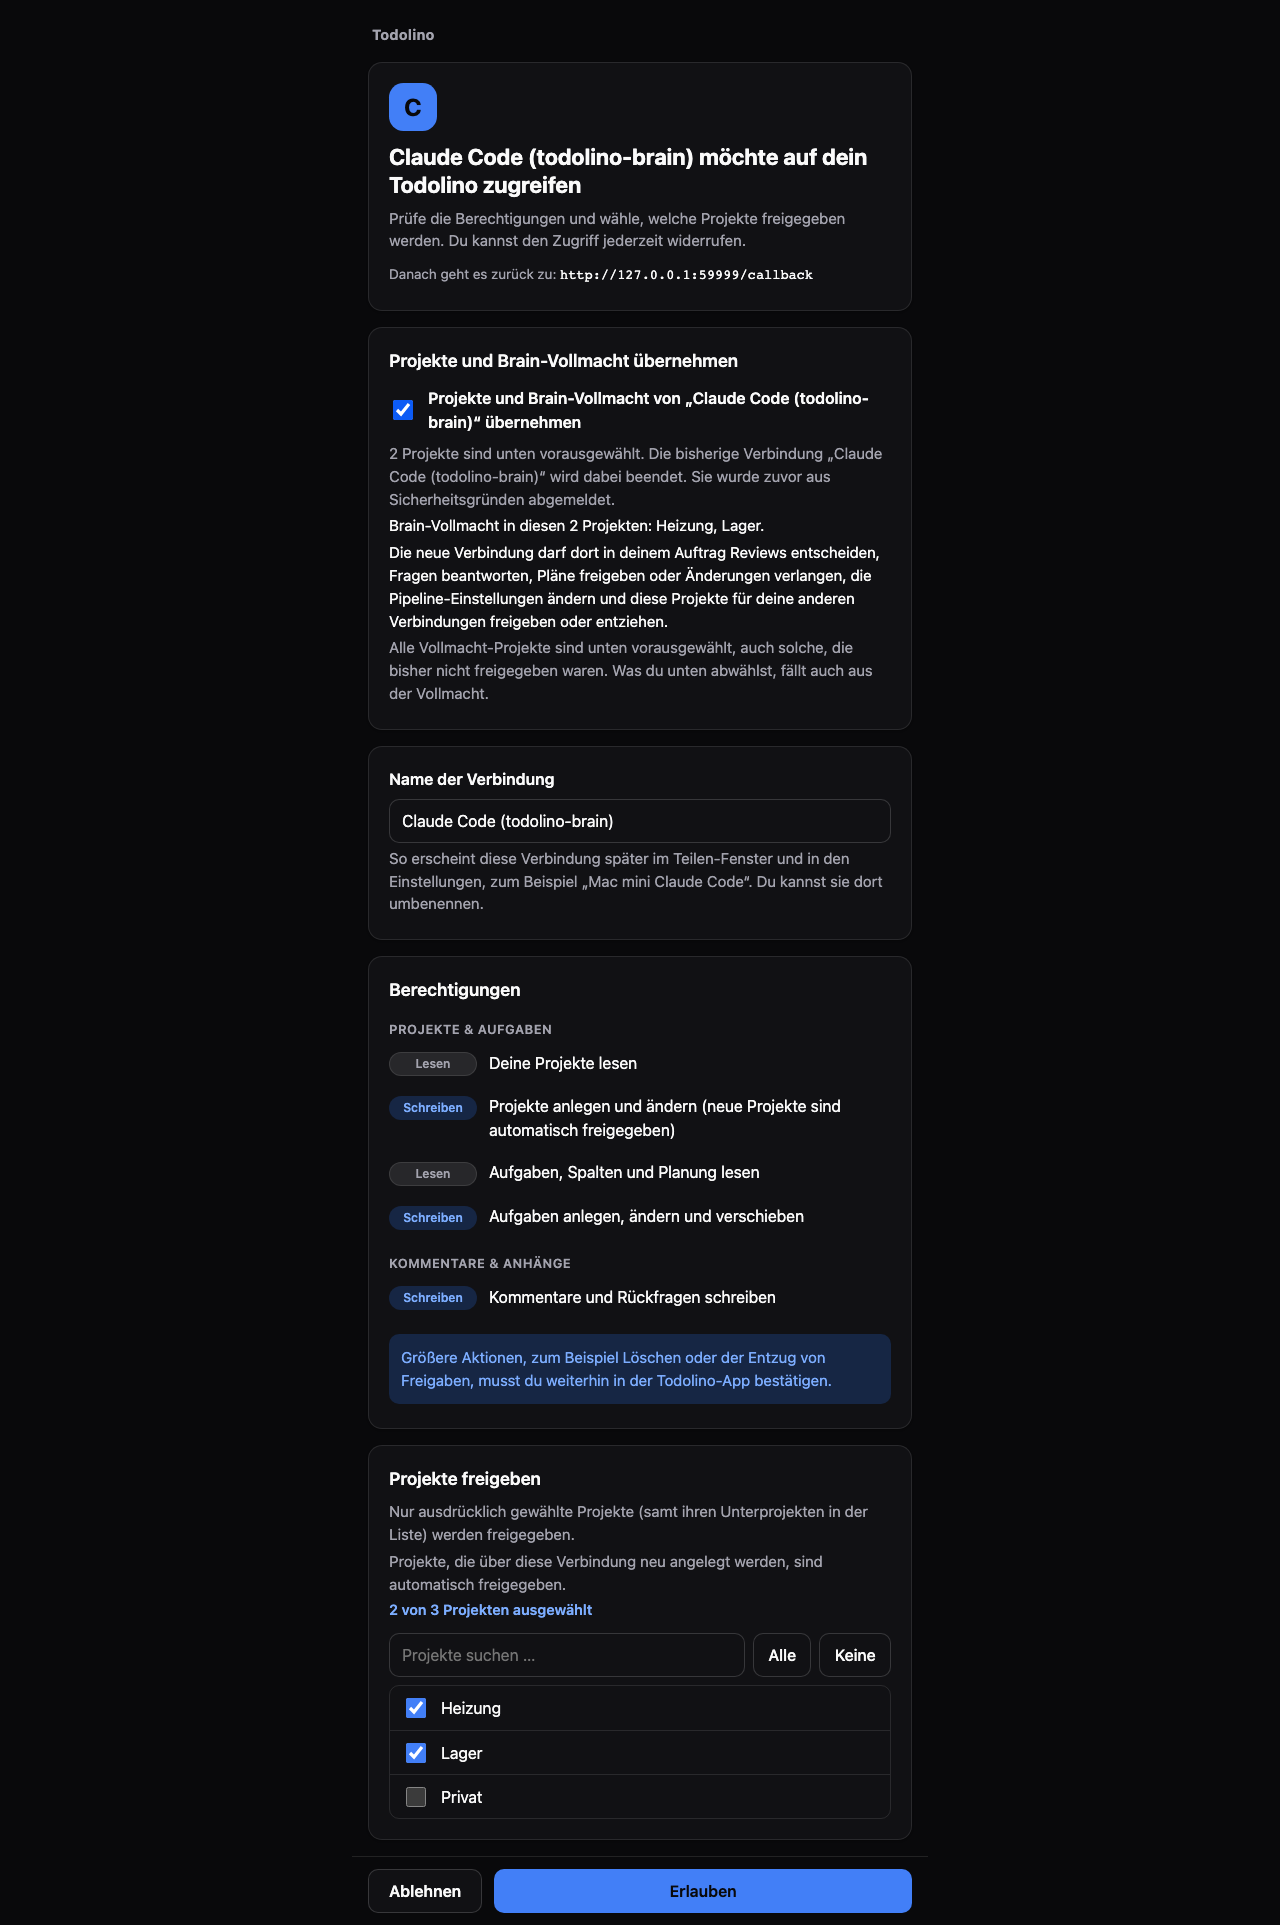 Todolino
C
Claude Code (todolino-brain) möchte auf dein
Todolino zugreifen
Prüfe die Berechtigungen und wähle, welche Projekte freigegeben
werden. Du kannst den Zugriff jederzeit widerrufen.
Danach geht es zurück zu: http://127.0.0.1:59999/callback
Projekte und Brain-Vollmacht übernehmen
Projekte und Brain-Vollmacht von „Claude Code (todolino-
brain)“ übernehmen
2 Projekte sind unten vorausgewählt. Die bisherige Verbindung „Claude
Code (todolino-brain)“ wird dabei beendet. Sie wurde zuvor aus
Sicherheitsgründen abgemeldet.
Brain-Vollmacht in diesen 2 Projekten: Heizung, Lager.
Die neue Verbindung darf dort in deinem Auftrag Reviews entscheiden,
Fragen beantworten, Pläne freigeben oder Änderungen verlangen, die
Pipeline-Einstellungen ändern und diese Projekte für deine anderen
Verbindungen freigeben oder entziehen.
Alle Vollmacht-Projekte sind unten vorausgewählt, auch solche, die
bisher nicht freigegeben waren. Was du unten abwählst, fällt auch aus
der Vollmacht.
Name der Verbindung
Claude Code (todolino-brain)
So erscheint diese Verbindung später im Teilen-Fenster und in den
Einstellungen, zum Beispiel „Mac mini Claude Code“. Du kannst sie dort
umbenennen.
Berechtigungen
PROJEKTE & AUFGABEN
Lesen Deine Projekte lesen
Schreiben Projekte anlegen und ändern (neue Projekte sind
automatisch freigegeben)
Lesen Aufgaben, Spalten und Planung lesen
Schreiben Aufgaben anlegen, ändern und verschieben
KOMMENTARE & ANHÄNGE
Schreiben Kommentare und Rückfragen schreiben
Größere Aktionen, zum Beispiel Löschen oder der Entzug von
Freigaben, musst du weiterhin in der Todolino-App bestätigen.
Projekte freigeben
Nur ausdrücklich gewählte Projekte (samt ihren Unterprojekten in der
Liste) werden freigegeben.
Projekte, die über diese Verbindung neu angelegt werden, sind
automatisch freigegeben.
2 von 3 Projekten ausgewählt
Projekte suchen … Alle Keine
Heizung
Lager
Privat
Ablehnen Erlauben